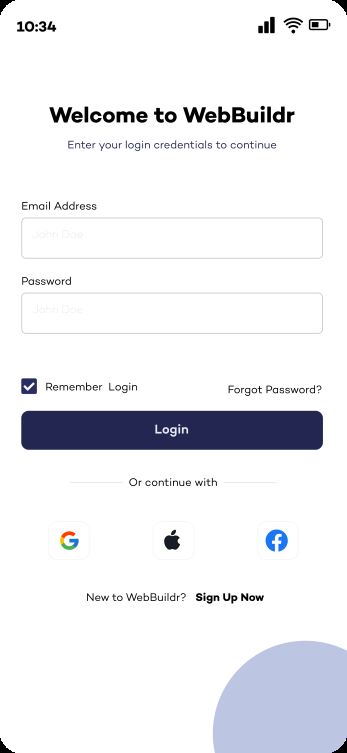 10:34
Welcome to WebBuildr
Enter your login credentials to continue
Email Address
John Doe
Password
John Doe
Remember Login
Forgot Password?
Login
Or continue with
New to WebBuildr? Sign Up Now